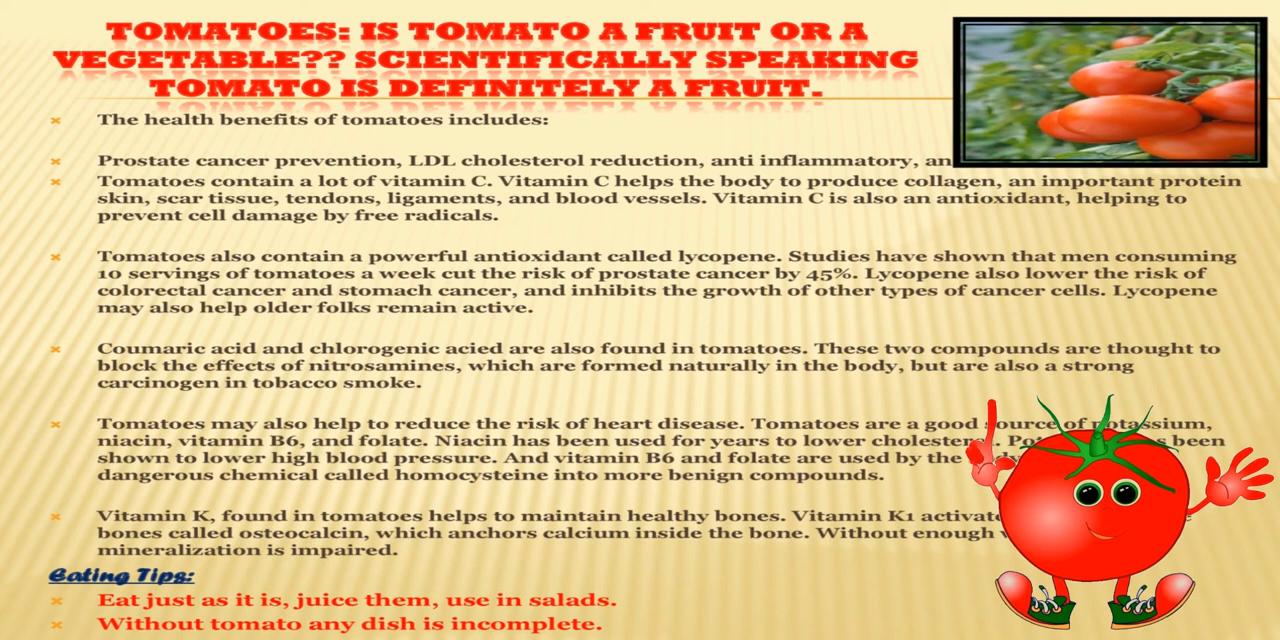 TOMATOES: IS TOMATO A FRUIT OR A
VEGETABLE?? SCIENTIFICALLY SPEAKING
TOMATO IS DEFINITELY A FRUIT.
The health benefits of tomatoes includes:
Prostate cancer prevention, LDL cholesterol reduction, anti inflammatory,
Tomatoes contain a lot of vitamin C. Vitamin C helps the body to produce collagen, an important protein
skin, scar tissue, tendons, ligaments, and blood vessels. Vitamin C is also an antioxidant, helping to
prevent cell damage by free radicals.
Tomatoes also contain a powerful antioxidant called lycopene. Studies have shown that men consuming
10 servings of tomatoes a week cut the risk of prostate cancer by 45%. Lycopene also lower the risk of
colorectal cancer and stomach cancer, and inhibits the growth of other types of cancer cells. Lycopene
may also help older folks remain active.
Coumaric acid and chlorogenic acied are also found in tomatoes. These two compounds are thought to
block the effects of nitrosamines, which are formed naturally in the body, but are also a strong
carcinogen in tobacco smoke.
Tomatoes may also help to reduce the risk of heart disease. Tomatoes are a good source of potassium,
niacin, vitamin B6, and folate. Niacin has been used for years to lower cholesterol. been
shown to lower high blood pressure. And vitamin B6 and folate are used by the
dangerous chemical called homocysteine into more benign compounds.
Vitamin K, found in tomatoes helps to maintain healthy bones. Vitamin K1
bones called osteocalcin, which anchors calcium inside the bone. Without enough
mineralization is impaired.
Eating Tips:
Eat just as it is, juice them, use in salads.
Without tomato any dish is incomplete.